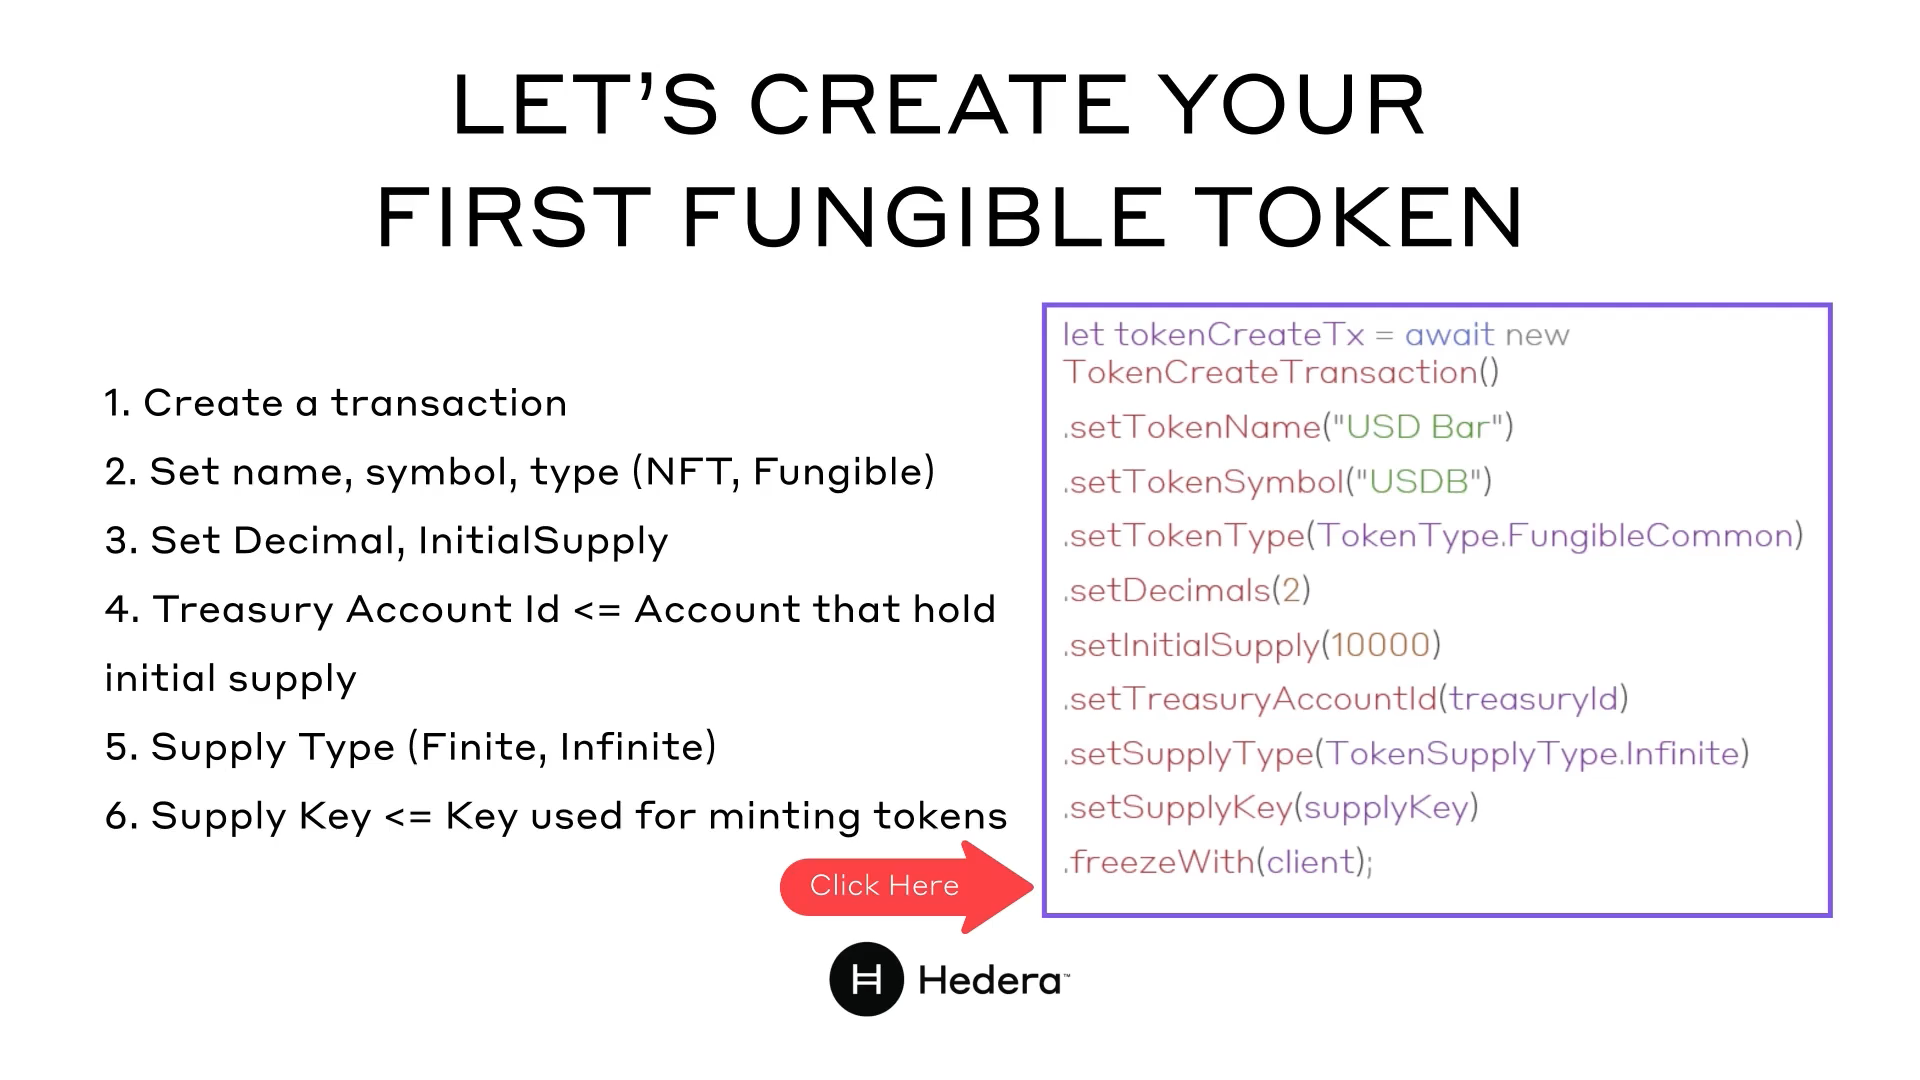 LET’S CREATE YOUR
FIRST FUNGIBLE TOKEN
1. Create a transaction
2. Set name, symbol, type (NFT, Fungible)
3. Set Decimal, InitialSupply
4. Treasury Account Id <= Account that hold
initial supply
5. Supply Type (Finite, Infinite)
6. Supply Key <= Key used for minting tokens
Click Here
let tokenCreateTx = await new
TokenCreateTransaction()
.setTokenName("USD Bar")
.setTokenSymbol("USDB")
.setTokenType(TokenType.FungibleCommon)
.setDecimals(2)
.setInitialSupply(10000)
.setTreasuryAccountId(treasuryId)
.setSupplyType(TokenSupplyType.Infinite)
.setSupplyKey(supplyKey)
.freezeWith(client);
H Hedera™